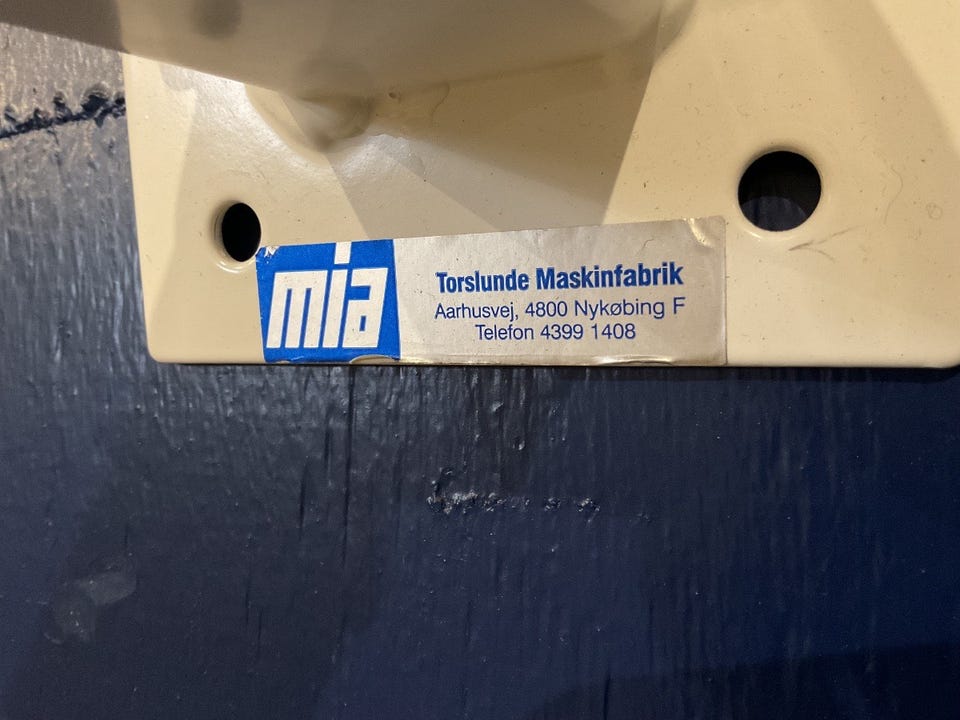 mia
Torslunde Maskinfabrik
Aarhusvej, 4800 Nykøbing F
Telefon 4399 1408